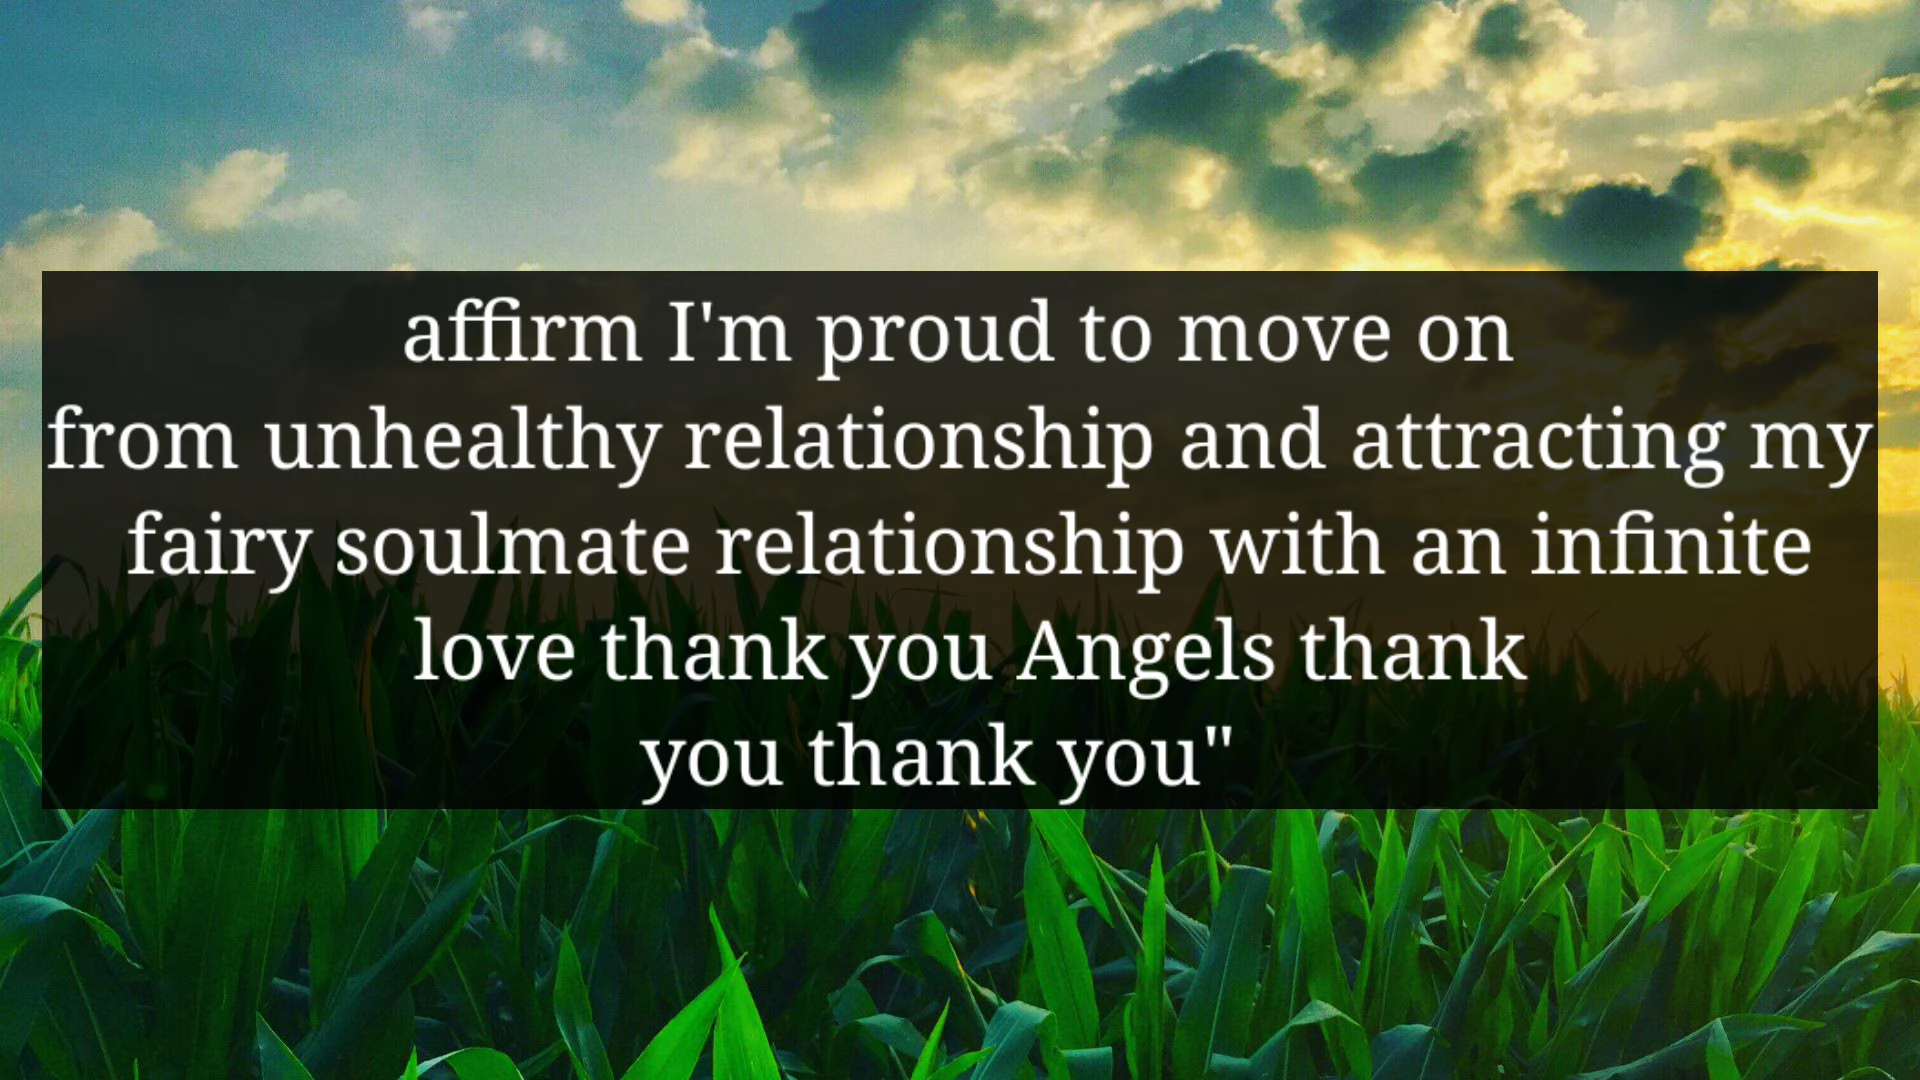 affirm I'm proud to move on
from unhealthy relationship and attracting my
fairy soulmate relationship with an infinite
love thank you Angels thank
you thank you"